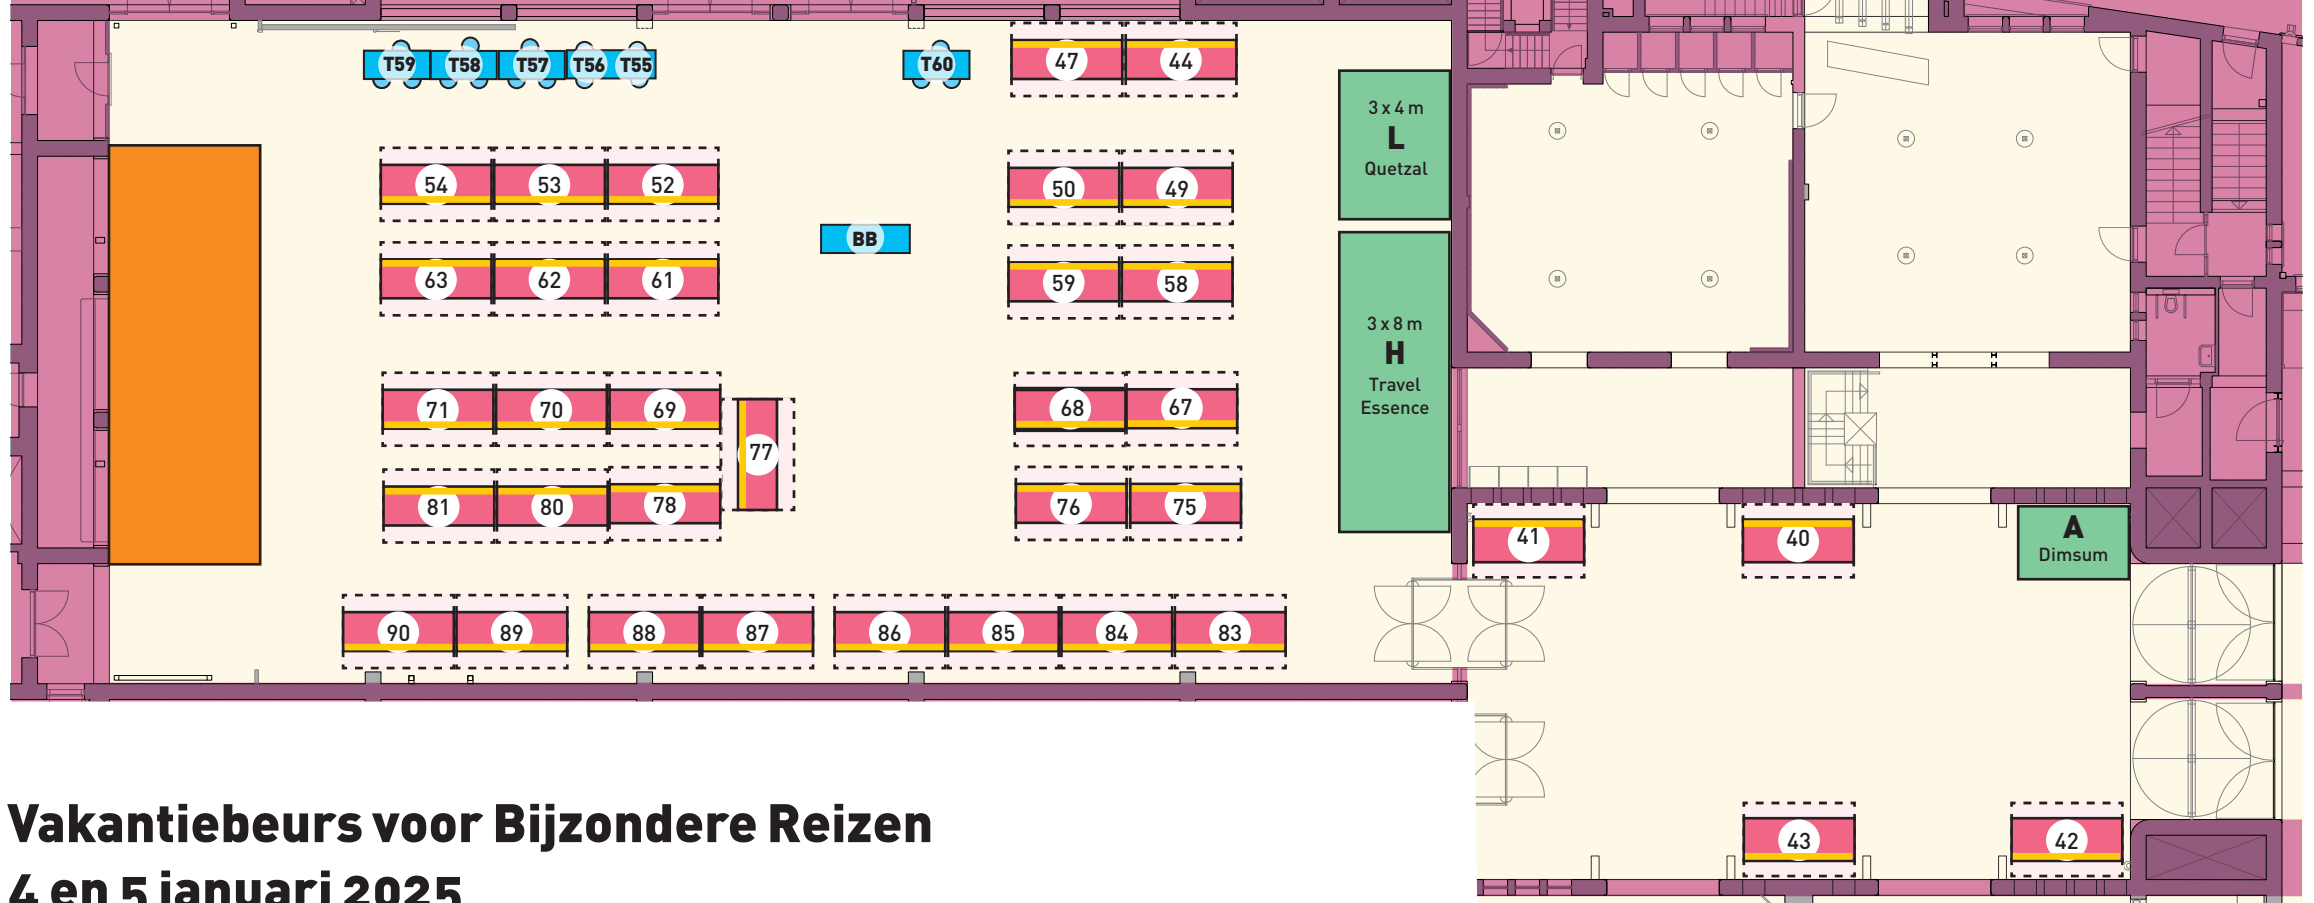 T59 T58 T57 T56 T55 T60 47 44
3 x 4 m
L
Quetzal
54 53 52 50 49
BB
63 62 61 59 58
3 x 8 m
H
Travel
Essence
71 70 69 68 67
77
81 80 78 76 75
41 40
A
Dimsum
90 89 88 87 86 85 84 83
43 42
Vakantiebeurs voor Bijzondere Reizen
4 en 5 januari 2025